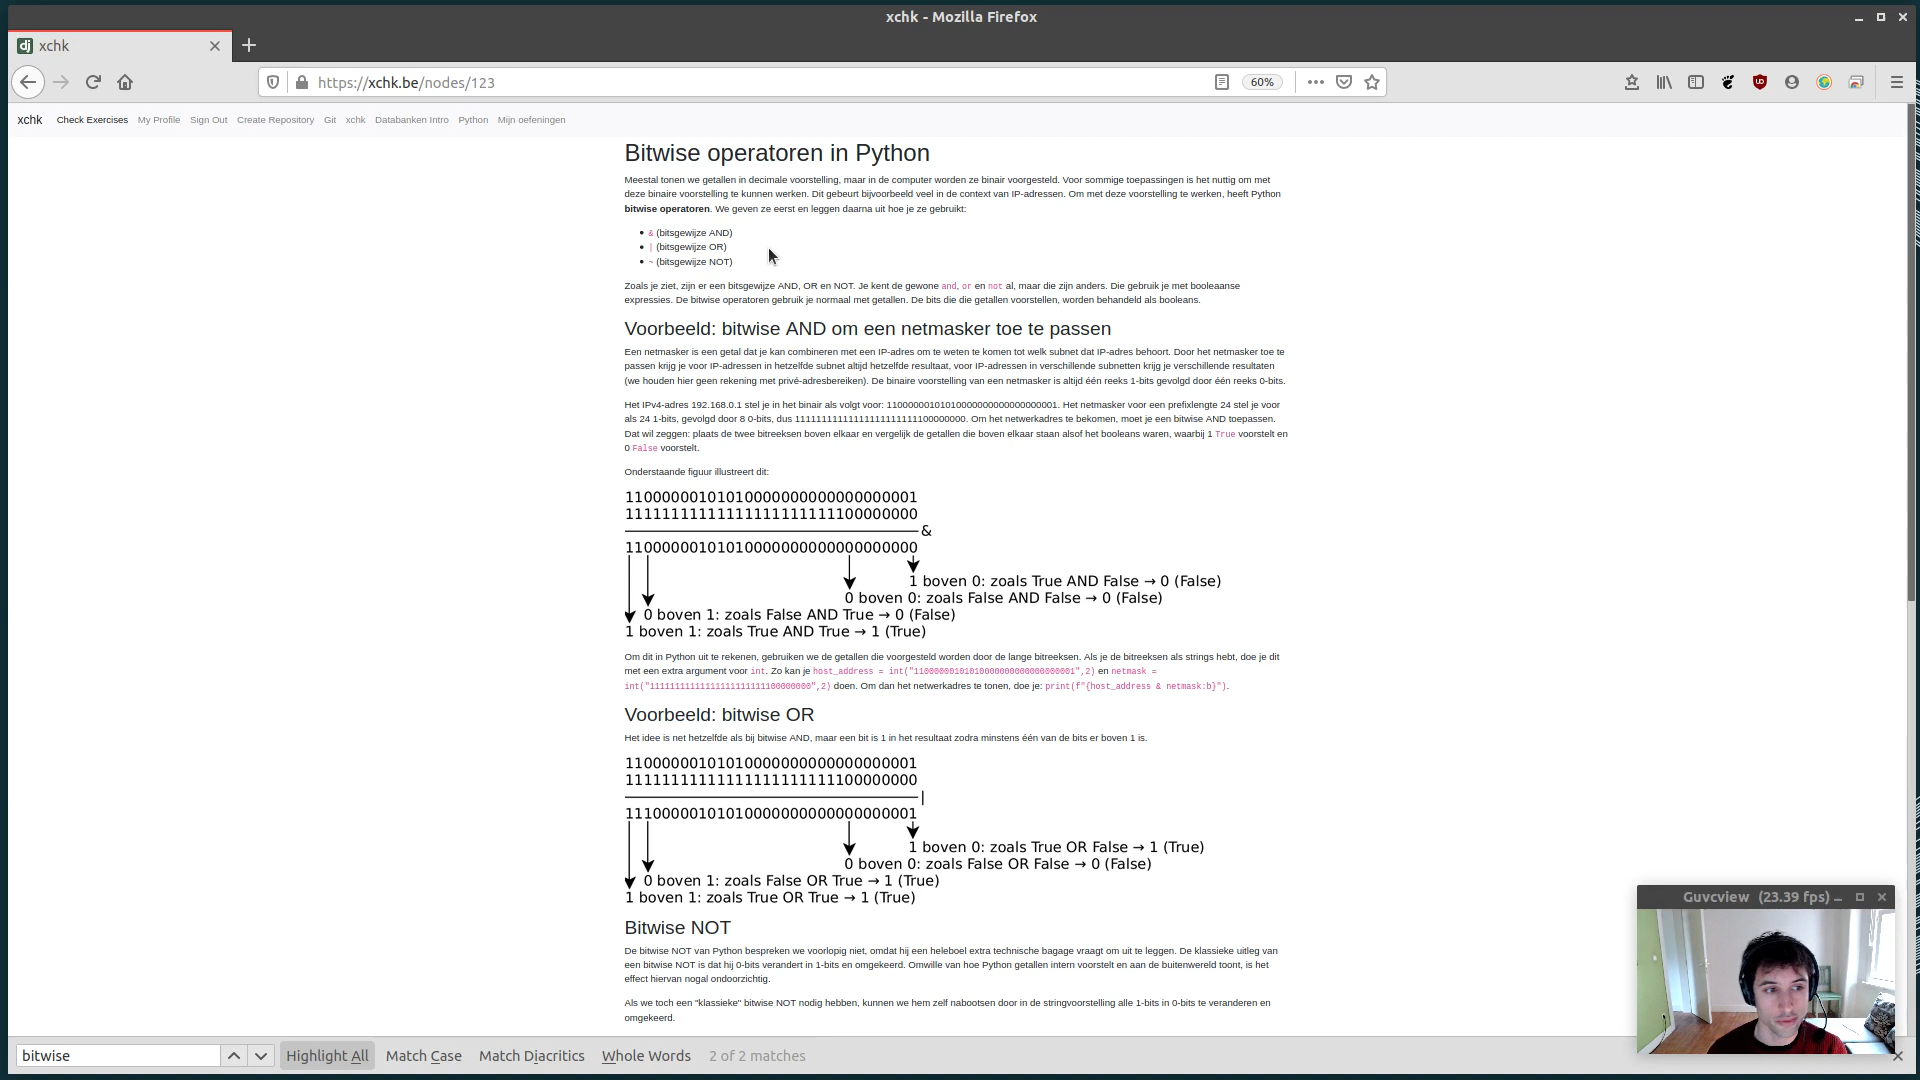 xchk - Mozilla Firefox
xchk
https://xchk.be/nodes/123
60%
xchk Check Exercises My Profile Sign Out Create Repository Git xchk Databanken Intro Python Mijn oefeningen
Bitwise operatoren in Python
Meestal tonen we getallen in decimale voorstelling, maar in de computer worden ze binair voorgesteld. Voor sommige toepassingen is het nuttig om met
deze binaire voorstelling te kunnen werken. Dit gebeurt bijvoorbeeld veel in de context van IP-adressen. Om met deze voorstelling te werken, heeft Python
bitwise operatoren. We geven ze eerst en leggen daarna uit hoe je ze gebruikt:
• & (bitsgewijze AND)
• | (bitsgewijze OR)
• ~ (bitsgewijze NOT)
Zoals je ziet, zijn er een bitsgewijze AND, OR en NOT. Je kent de gewone and, or en not al, maar die zijn anders. Die gebruik je met booleaanse
expressies. De bitwise operatoren gebruik je normaal met getallen. De bits die die getallen voorstellen, worden behandeld als booleans.
Voorbeeld: bitwise AND om een netmasker toe te passen
Een netmasker is een getal dat je kan combineren met een IP-adres om te weten te komen tot welk subnet dat IP-adres behoort. Door het netmasker toe te
passen krijg je voor IP-adressen in hetzelfde subnet altijd hetzelfde resultaat, voor IP-adressen in verschillende subnetten krijg je verschillende resultaten
(we houden hier geen rekening met privé-adresbereiken). De binaire voorstelling van een netmasker is altijd één reeks 1-bits gevolgd door één reeks 0-bits.
Het IPv4-adres 192.168.0.1 stel je in het binair als volgt voor: 11000000101010000000000000000001. Het netmasker voor een prefixlengte 24 stel je voor
als 24 1-bits, gevolgd door 8 0-bits, dus 11111111111111111111111100000000. Om het netwerkadres te bekomen, moet je een bitwise AND toepassen.
Dat wil zeggen: plaats de twee bitreeksen boven elkaar en vergelijk de getallen die boven elkaar staan alsof het booleans waren, waarbij 1 True voorstelt en
0 False voorstelt.
Onderstaande figuur illustreert dit:
11000000101010000000000000000001
11111111111111111111111100000000
&
11000000101010000000000000000000
1 boven 0: zoals True AND False → 0 (False)
0 boven 0: zoals False AND False → 0 (False)
0 boven 1: zoals False AND True → 0 (False)
1 boven 1: zoals True AND True → 1 (True)
Om dit in Python uit te rekenen, gebruiken we de getallen die voorgesteld worden door de lange bitreeksen. Als je de bitreeksen als strings hebt, doe je dit
met een extra argument voor int. Zo kan je host_address = int("11000000101010000000000000000001",2) en netmask =
int("11111111111111111111111100000000",2) doen. Om dan het netwerkadres te tonen, doe je: print(f"{host_address & netmask:b}").
Voorbeeld: bitwise OR
Het idee is net hetzelfde als bij bitwise AND, maar een bit is 1 in het resultaat zodra minstens één van de bits er boven 1 is.
11000000101010000000000000000001
11111111111111111111111100000000
|
11100000101010000000000000000001
1 boven 0: zoals True OR False → 1 (True)
0 boven 0: zoals False OR False → 0 (False)
0 boven 1: zoals False OR True → 1 (True)
1 boven 1: zoals True OR True → 1 (True)
Bitwise NOT
De bitwise NOT van Python bespreken we voorlopig niet, omdat hij een heleboel extra technische bagage vraagt om uit te leggen. De klassieke uitleg van
een bitwise NOT is dat hij 0-bits verandert in 1-bits en omgekeerd. Omwille van hoe Python getallen intern voorstelt en aan de buitenwereld toont, is het
effect hiervan nogal ondoorzichtig.
Als we toch een "klassieke" bitwise NOT nodig hebben, kunnen we hem zelf nabootsen door in de stringvoorstelling alle 1-bits in 0-bits te veranderen en
omgekeerd.
Guvcview (23.39 fps)
bitwise Highlight All Match Case Match Diacritics Whole Words 2 of 2 matches